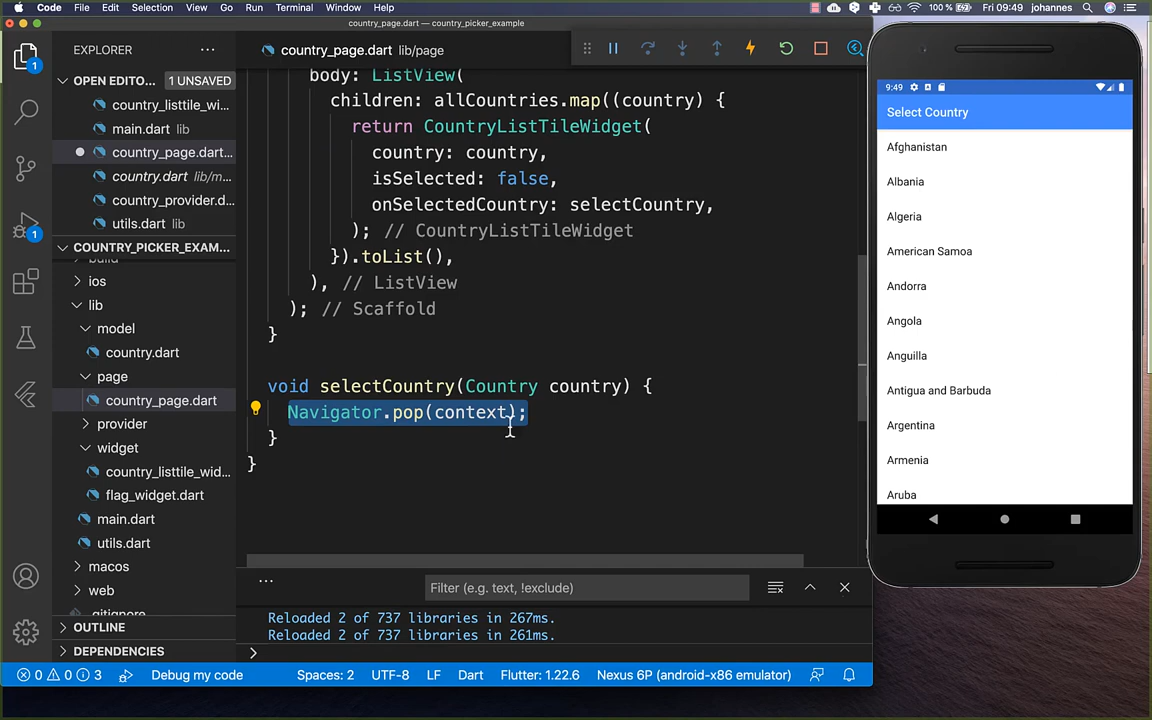 Code File Edit Selection View Go Run Terminal Window Help 100 % Fri 09:49 johannes
country_page.dart — country_picker_example
EXPLORER
OPEN EDITO... 1 UNSAVED
country_listtile_wi...
main.dart lib
country_page.dart...
country.dart lib/m...
country_provider.d...
utils.dart lib
COUNTRY_PICKER_EXAM...
build
ios
lib
model
country.dart
page
country_page.dart
provider
widget
country_listtile_wid...
flag_widget.dart
main.dart
utils.dart
macos
web
.gitignore
OUTLINE
DEPENDENCIES
1
1
country_page.dart lib/page
body: ListView(
children: allCountries.map((country) {
return CountryListTileWidget(
country: country,
isSelected: false,
onSelectedCountry: selectCountry,
); // CountryListTileWidget
}).toList(),
), // ListView
); // Scaffold
}
void selectCountry(Country country) {
Navigator.pop(context);
}
}
... Filter (e.g. text, !exclude)
Reloaded 2 of 737 libraries in 267ms.
Reloaded 2 of 737 libraries in 261ms.
>
0 0 3 Debug my code Spaces: 2 UTF-8 LF Dart Flutter: 1.22.6 Nexus 6P (android-x86 emulator)
9:49
Select Country
Afghanistan
Albania
Algeria
American Samoa
Andorra
Angola
Anguilla
Antigua and Barbuda
Argentina
Armenia
Aruba